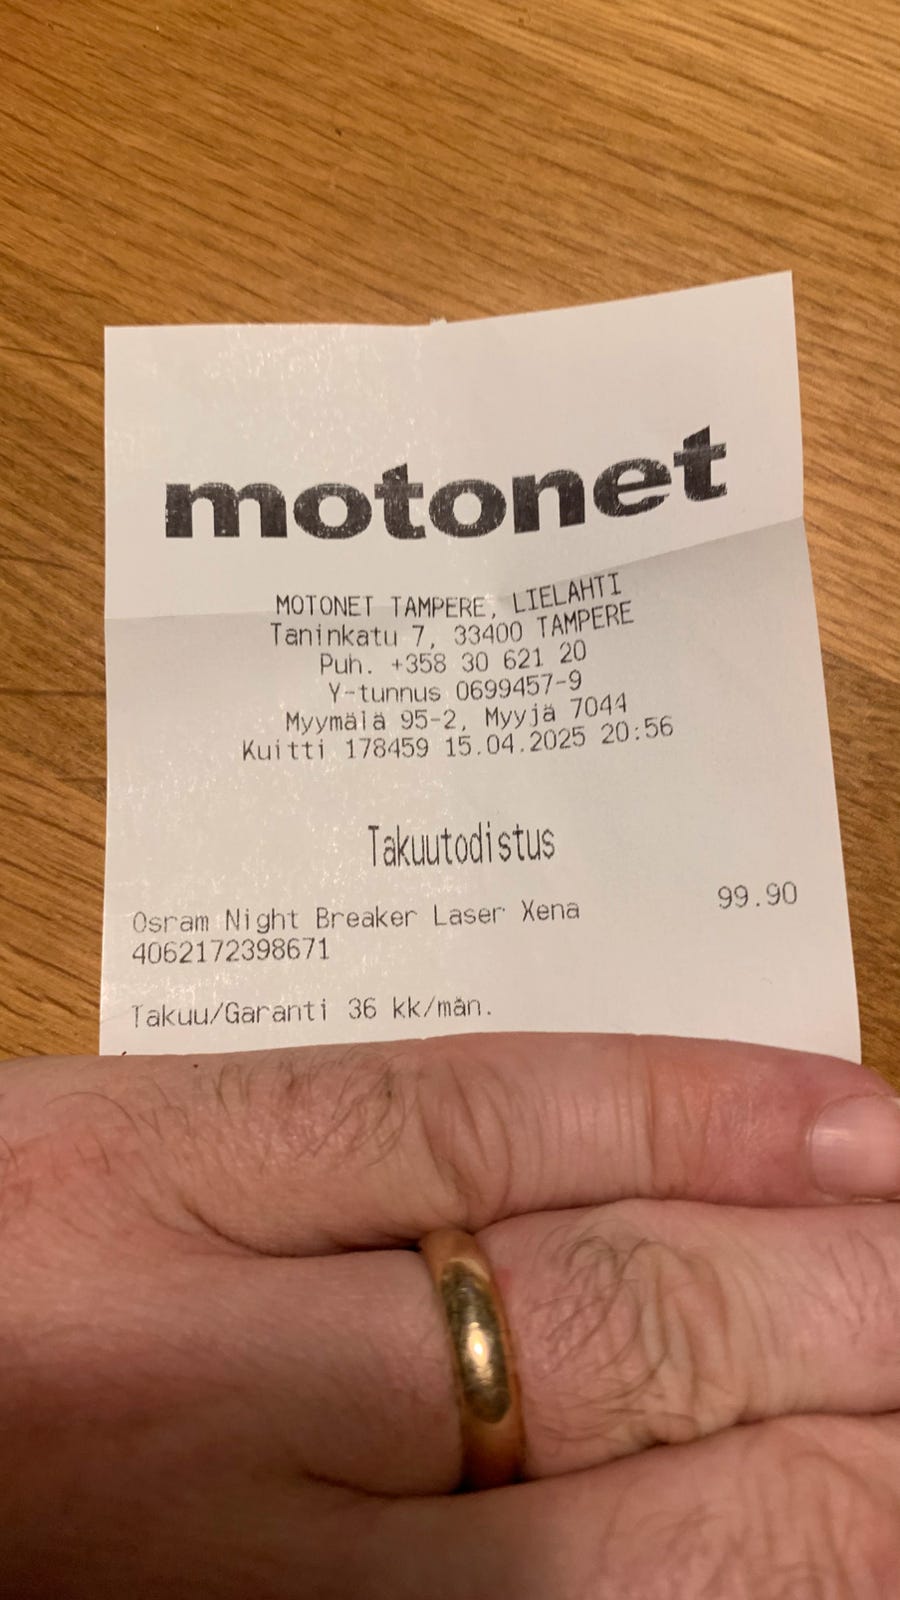 motonet
MOTONET TAMPERE, LIELAHTI
Taninkatu 7, 33400 TAMPERE
Puh. +358 30 621 20
Y-tunnus 0699457-9
Myymälä 95-2, Myyjä 7044
Kuitti 178459 15.04.2025 20:56
Takuutodistus
Osram Night Breaker Laser Xena 99.90
4062172398671
Takuu/Garanti 36 kk/mån.